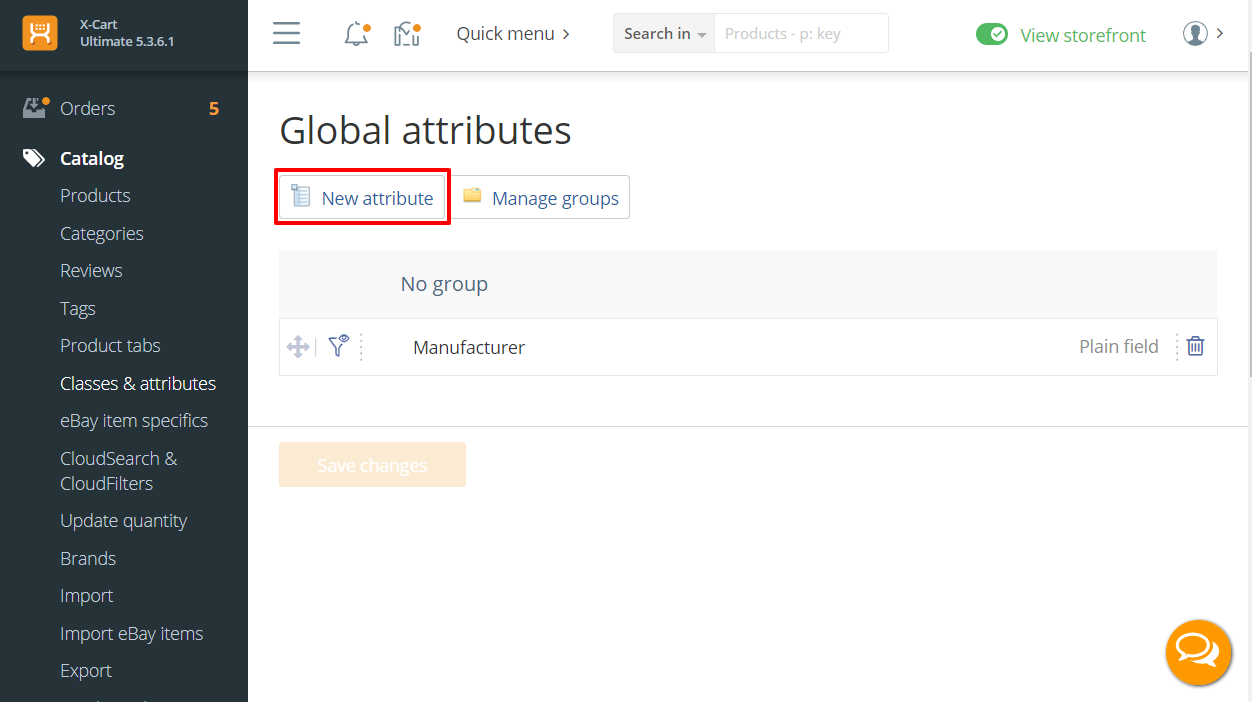 X-Cart
Ultimate 5.3.6.1
Quick menu
Search in
Products - p: key
View storefront
Orders
5
Catalog
Products
Categories
Reviews
Tags
Product tabs
Classes & attributes
eBay item specifics
CloudSearch &
CloudFilters
Update quantity
Brands
Import
Import eBay items
Export
Global attributes
New attribute
Manage groups
No group
Manufacturer
Plain field
Save changes